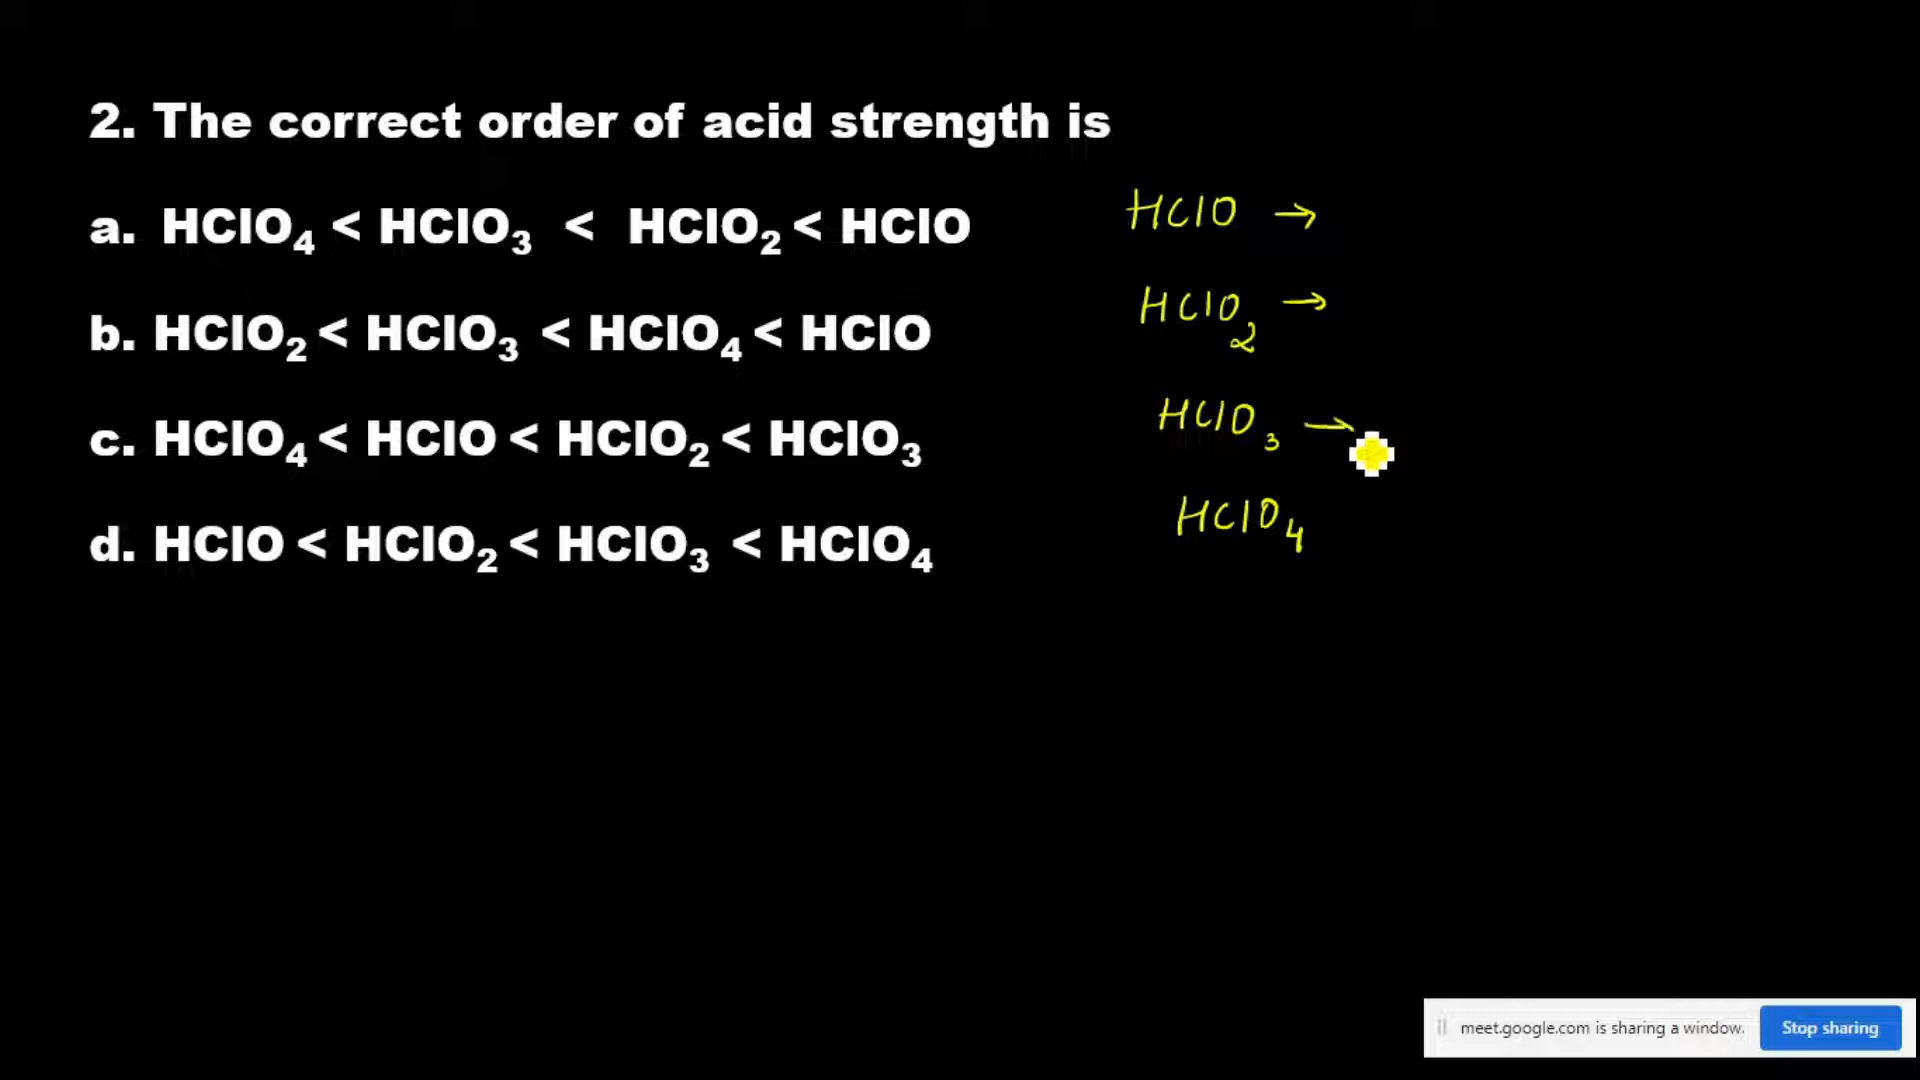 2. The correct order of acid strength is
a. HClO₄ < HClO₃ < HClO₂ < HClO
b. HClO₂ < HClO₃ < HClO₄ < HClO
c. HClO₄ < HClO < HClO₂ < HClO₃
d. HClO < HClO₂ < HClO₃ < HClO₄
HClO →
HClO₂ →
HClO₃ →
HClO₄
meet.google.com is sharing a window.
Stop sharing